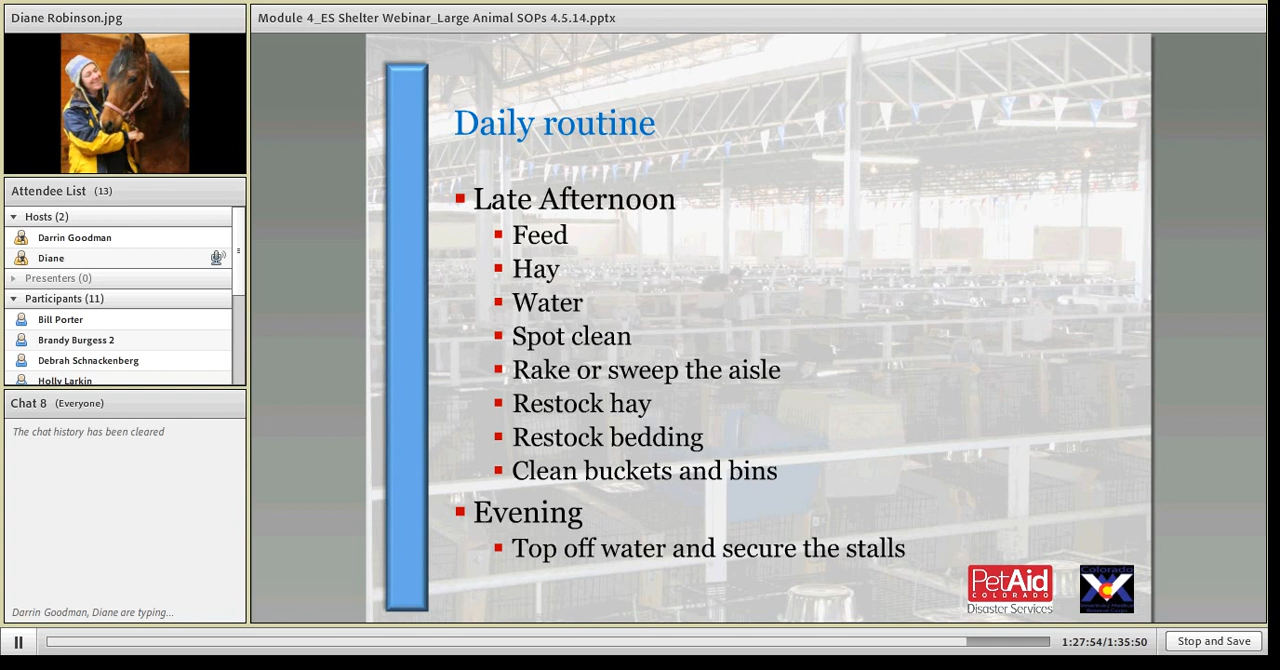 Diane Robinson.jpg
Module 4_ES Shelter Webinar_Large Animal SOPs 4.5.14.pptx
Attendee List (13)
Hosts (2)
Darrin Goodman
Diane
Presenters (0)
Participants (11)
Bill Porter
Brandy Burgess 2
Debrah Schnackenberg
Holly Larkin
Chat 8 (Everyone)
The chat history has been cleared
Darrin Goodman, Diane are typing...
Daily routine
Late Afternoon
Feed
Hay
Water
Spot clean
Rake or sweep the aisle
Restock hay
Restock bedding
Clean buckets and bins
Evening
Top off water and secure the stalls
PetAid
COLORADO
Disaster Services
Colorado
1:27:54/1:35:50
Stop and Save